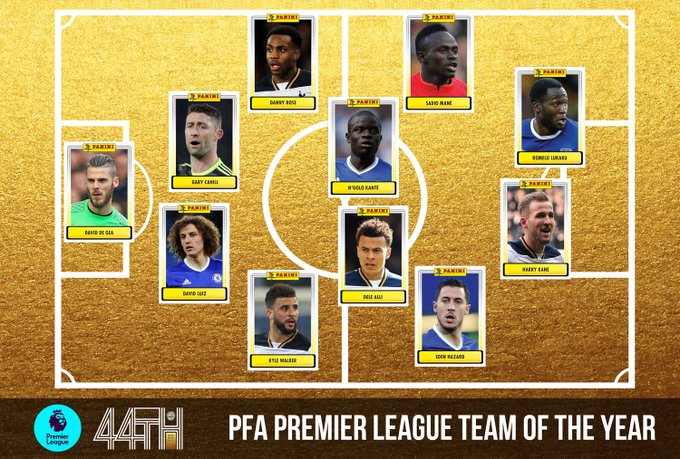 PANINI
DANNY ROSE
PANINI
SADIO MANÉ
PANINI
ROMELU LUKAKU
PANINI
GARY CAHILL
PANINI
N'GOLO KANTÉ
PANINI
DAVID DE GEA
PANINI
HARRY KANE
PANINI
DAVID LUIZ
PANINI
DELE ALLI
PANINI
KYLE WALKER
PANINI
EDEN HAZARD
Premier
League
44TH
PFA PREMIER LEAGUE TEAM OF THE YEAR